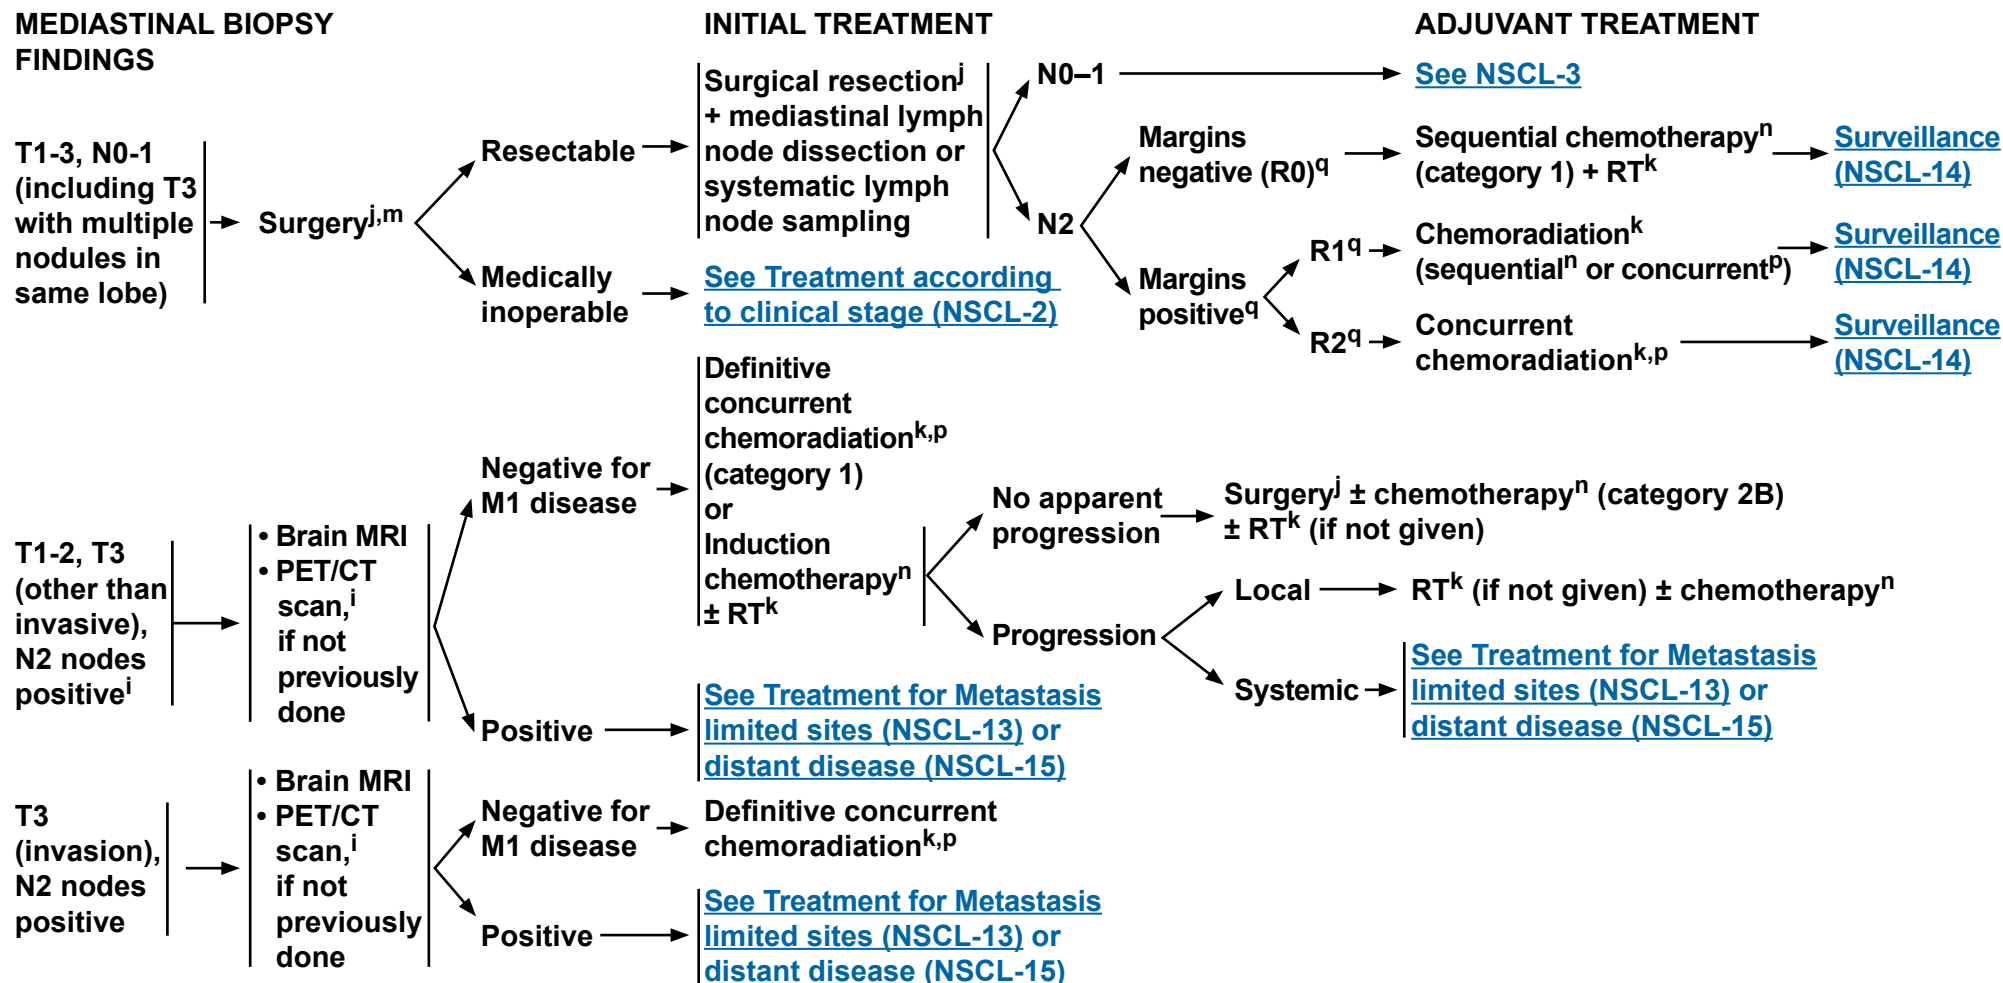 MEDIASTINAL BIOPSY
FINDINGS
INITIAL TREATMENT
ADJUVANT TREATMENT
T1-3, N0-1
(including T3
with multiple
nodules in
same lobe)
Surgeryj,m
Resectable
Medically
inoperable
Surgical resectionj
+ mediastinal lymph
node dissection or
systematic lymph
node sampling
See Treatment according
to clinical stage (NSCL-2)
N0–1
N2
See NSCL-3
Margins
negative (R0)q
Sequential chemotherapyn
(category 1) + RTk
Surveillance
(NSCL-14)
Margins
positiveq
R1q
Chemoradiationk
(sequentialn or concurrentp)
Surveillance
(NSCL-14)
R2q
Concurrent
chemoradiationk,p
Surveillance
(NSCL-14)
T1-2, T3
(other than
invasive),
N2 nodes
positivei
• Brain MRI
• PET/CT
scan,i
if not
previously
done
Negative for
M1 disease
Definitive
concurrent
chemoradiationk,p
(category 1)
or
Induction
chemotherapyn
± RTk
No apparent
progression
Surgeryj ± chemotherapyn (category 2B)
± RTk (if not given)
Progression
Local
RTk (if not given) ± chemotherapyn
Systemic
See Treatment for Metastasis
limited sites (NSCL-13) or
distant disease (NSCL-15)
Positive
See Treatment for Metastasis
limited sites (NSCL-13) or
distant disease (NSCL-15)
T3
(invasion),
N2 nodes
positive
• Brain MRI
• PET/CT
scan,i
if not
previously
done
Negative for
M1 disease
Definitive concurrent
chemoradiationk,p
Positive
See Treatment for Metastasis
limited sites (NSCL-13) or
distant disease (NSCL-15)